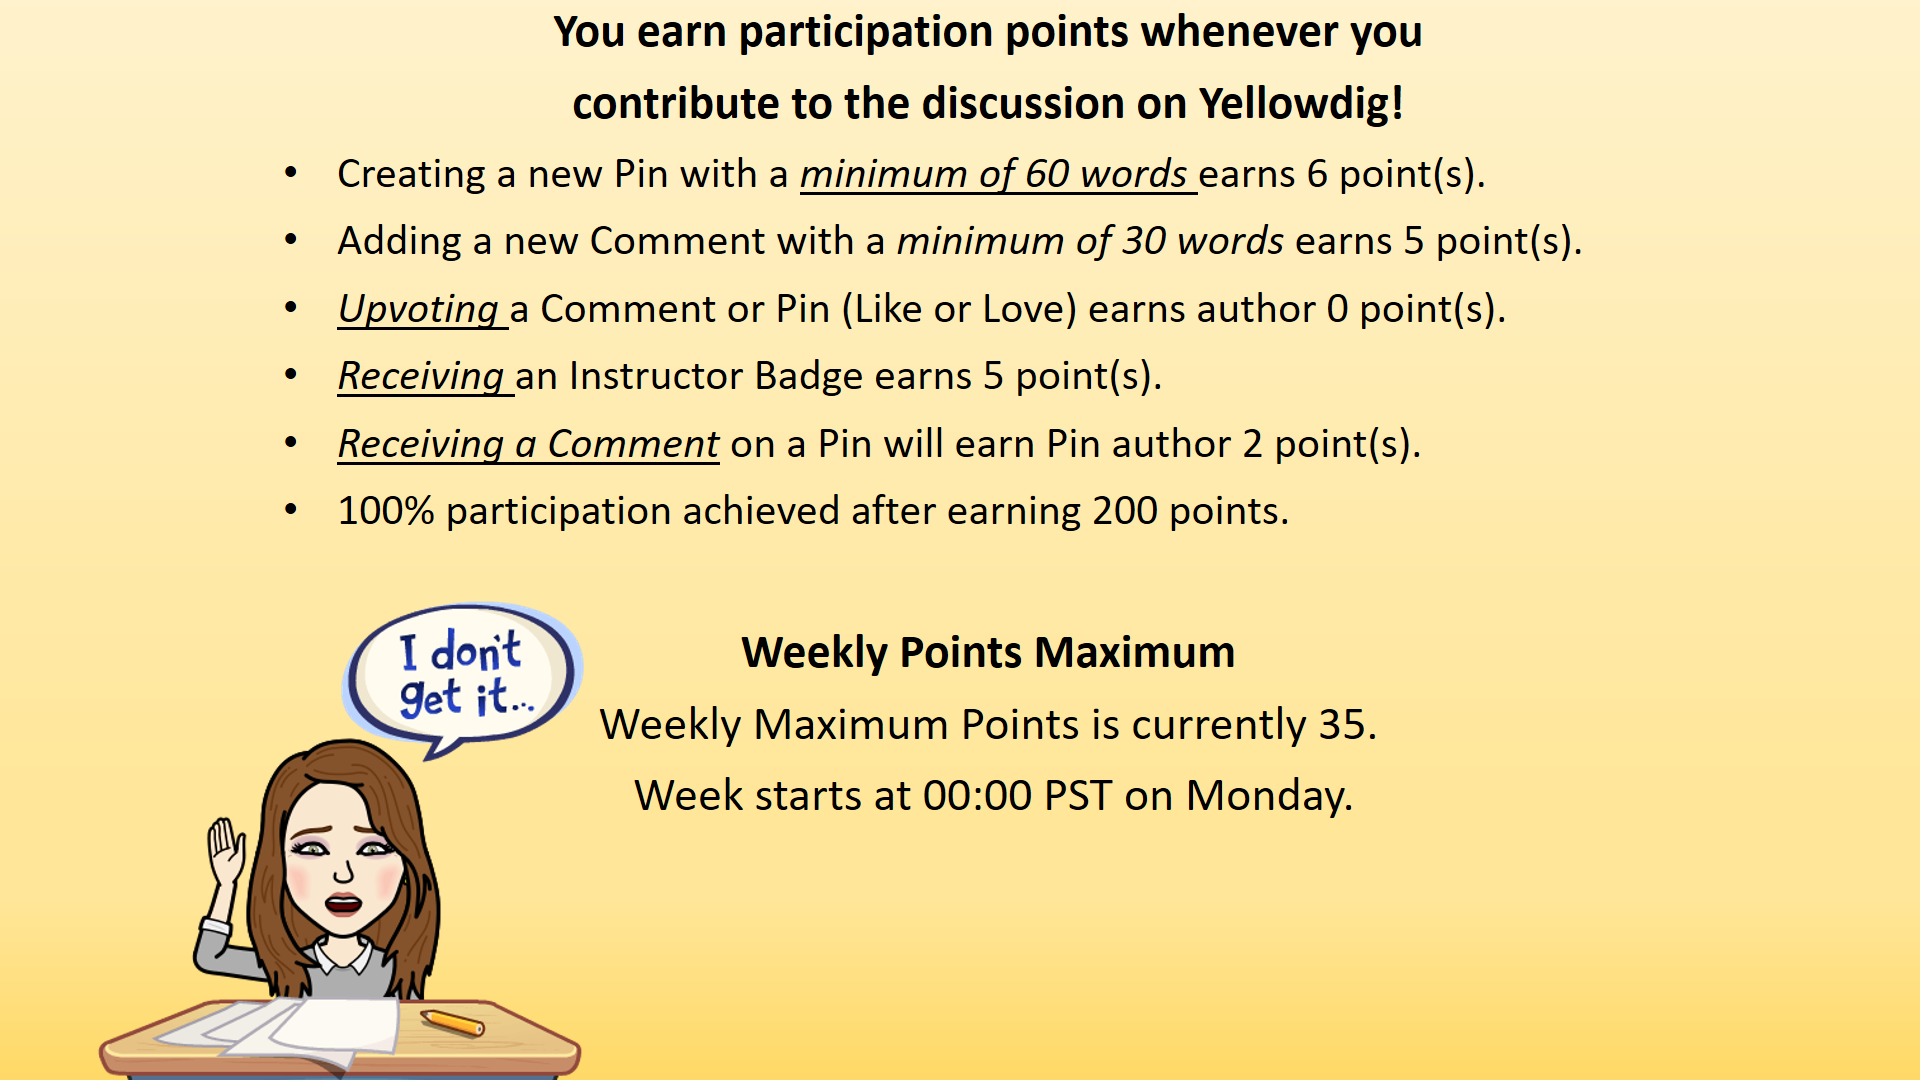 You earn participation points whenever you
contribute to the discussion on Yellowdig!
• Creating a new Pin with a minimum of 60 words earns 6 point(s).
• Adding a new Comment with a minimum of 30 words earns 5 point(s).
• Upvoting a Comment or Pin (Like or Love) earns author 0 point(s).
• Receiving an Instructor Badge earns 5 point(s).
• Receiving a Comment on a Pin will earn Pin author 2 point(s).
• 100% participation achieved after earning 200 points.
I don't
get it...
Weekly Points Maximum
Weekly Maximum Points is currently 35.
Week starts at 00:00 PST on Monday.